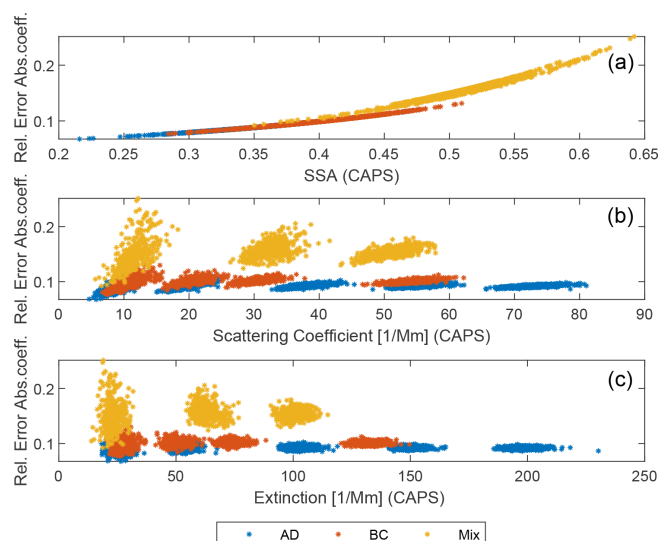 Rel. Error Abs.coeff.
0.2
0.1
(a)
0.2 0.25 0.3 0.35 0.4 0.45 0.5 0.55 0.6 0.65
SSA (CAPS)
Rel. Error Abs.coeff.
0.2
0.1
(b)
0 10 20 30 40 50 60 70 80 90
Scattering Coefficient [1/Mm] (CAPS)
Rel. Error Abs.coeff.
0.2
0.1
(c)
0 50 100 150 200 250
Extinction [1/Mm] (CAPS)
AD BC Mix